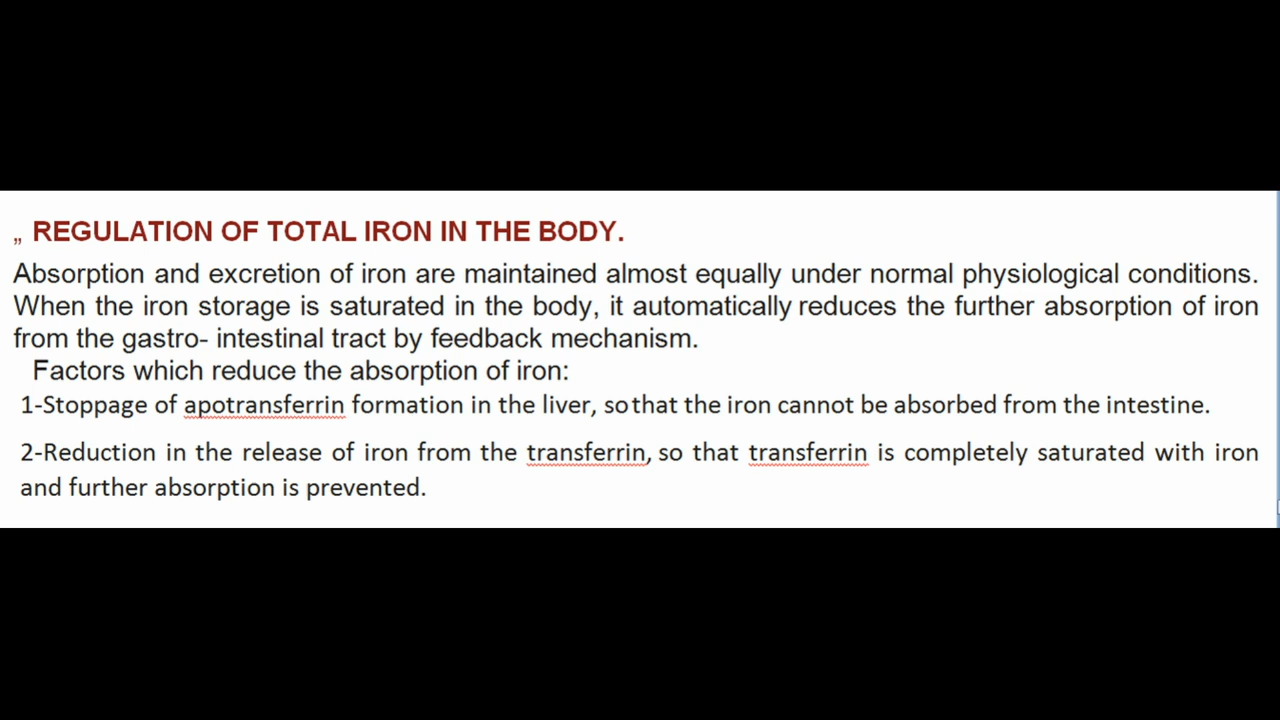 „ REGULATION OF TOTAL IRON IN THE BODY.
Absorption and excretion of iron are maintained almost equally under normal physiological conditions.
When the iron storage is saturated in the body, it automatically reduces the further absorption of iron
from the gastro- intestinal tract by feedback mechanism.
Factors which reduce the absorption of iron:
1-Stoppage of apotransferrin formation in the liver, so that the iron cannot be absorbed from the intestine.
2-Reduction in the release of iron from the transferrin, so that transferrin is completely saturated with iron
and further absorption is prevented.